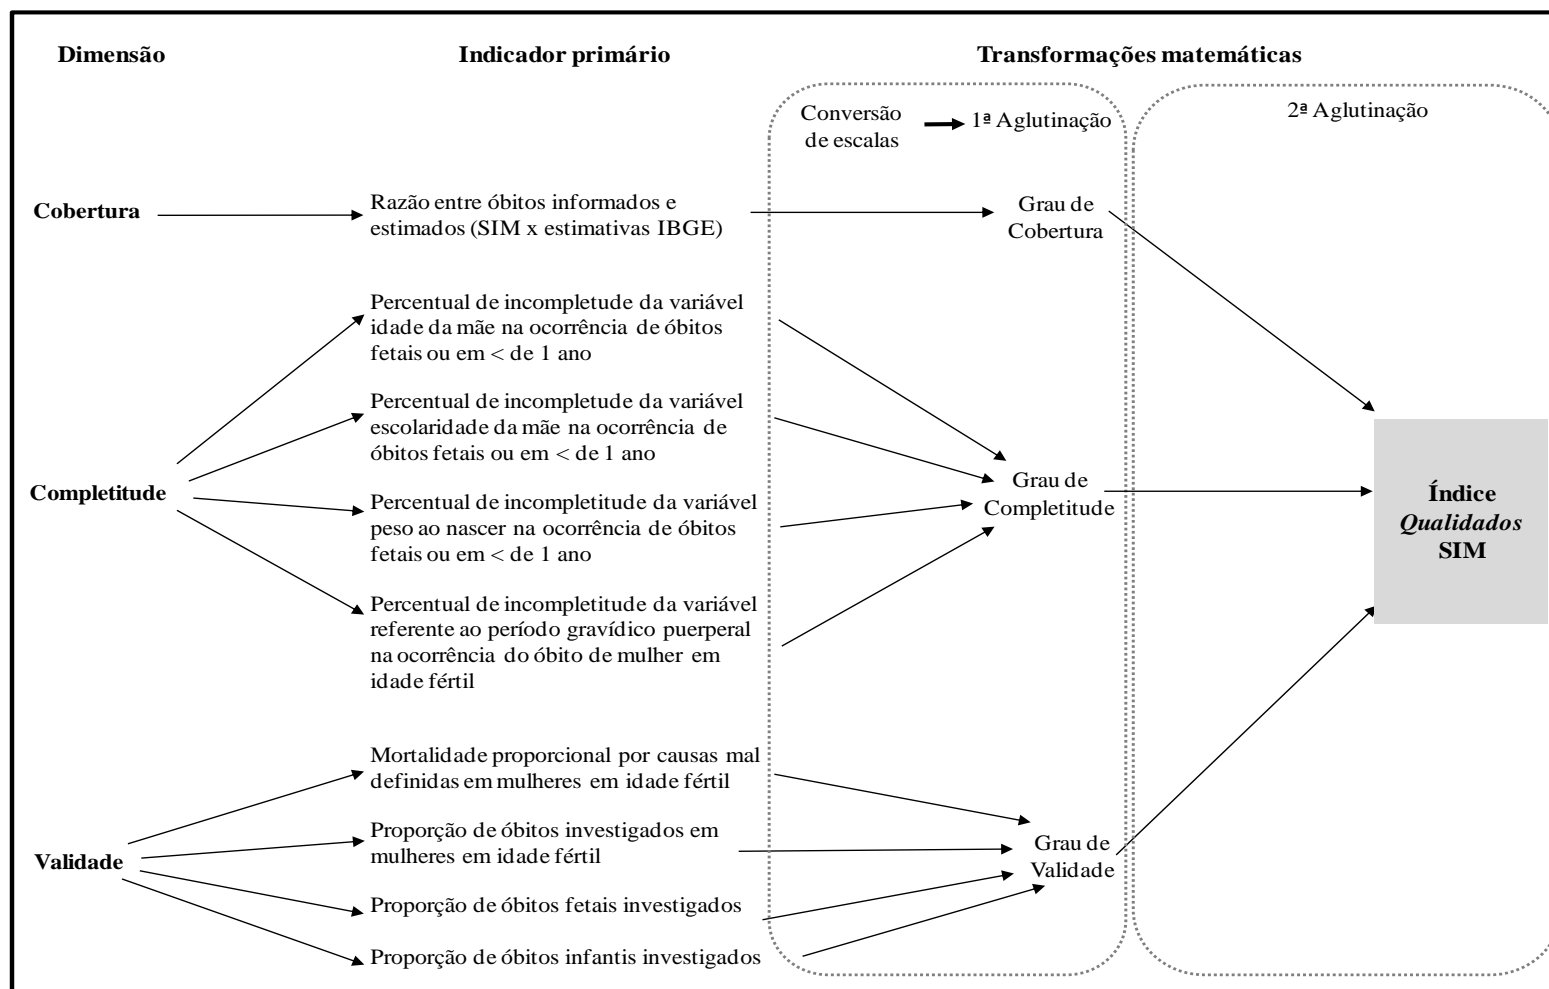 Dimensão
Indicador primário
Transformações matemáticas
Conversão
de escalas
1ª Aglutinação
2ª Aglutinação
Cobertura
Razão entre óbitos informados e
estimados (SIM x estimativas IBGE)
Grau de
Cobertura
Completitude
Percentual de incompletude da variável
idade da mãe na ocorrência de óbitos
fetais ou em < de 1 ano
Percentual de incompletude da variável
escolaridade da mãe na ocorrência de
óbitos fetais ou em < de 1 ano
Percentual de incompletitude da variável
peso ao nascer na ocorrência de óbitos
fetais ou em < de 1 ano
Percentual de incompletitude da variável
referente ao período gravídico puerperal
na ocorrência do óbito de mulher em
idade fértil
Grau de
Completitude
Índice
Qualidados
SIM
Validade
Mortalidade proporcional por causas mal
definidas em mulheres em idade fértil
Proporção de óbitos investigados em
mulheres em idade fértil
Proporção de óbitos fetais investigados
Proporção de óbitos infantis investigados
Grau de
Validade